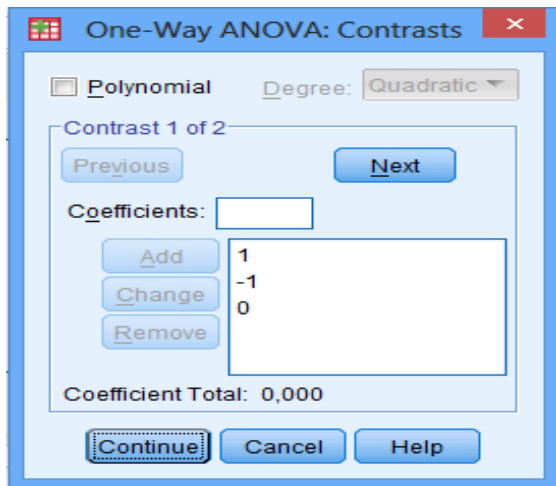 One-Way ANOVA: Contrasts
Polynomial Degree: Quadratic
Contrast 1 of 2
Previous Next
Coefficients:
Add
Change
Remove
1
-1
0
Coefficient Total: 0,000
Continue Cancel Help